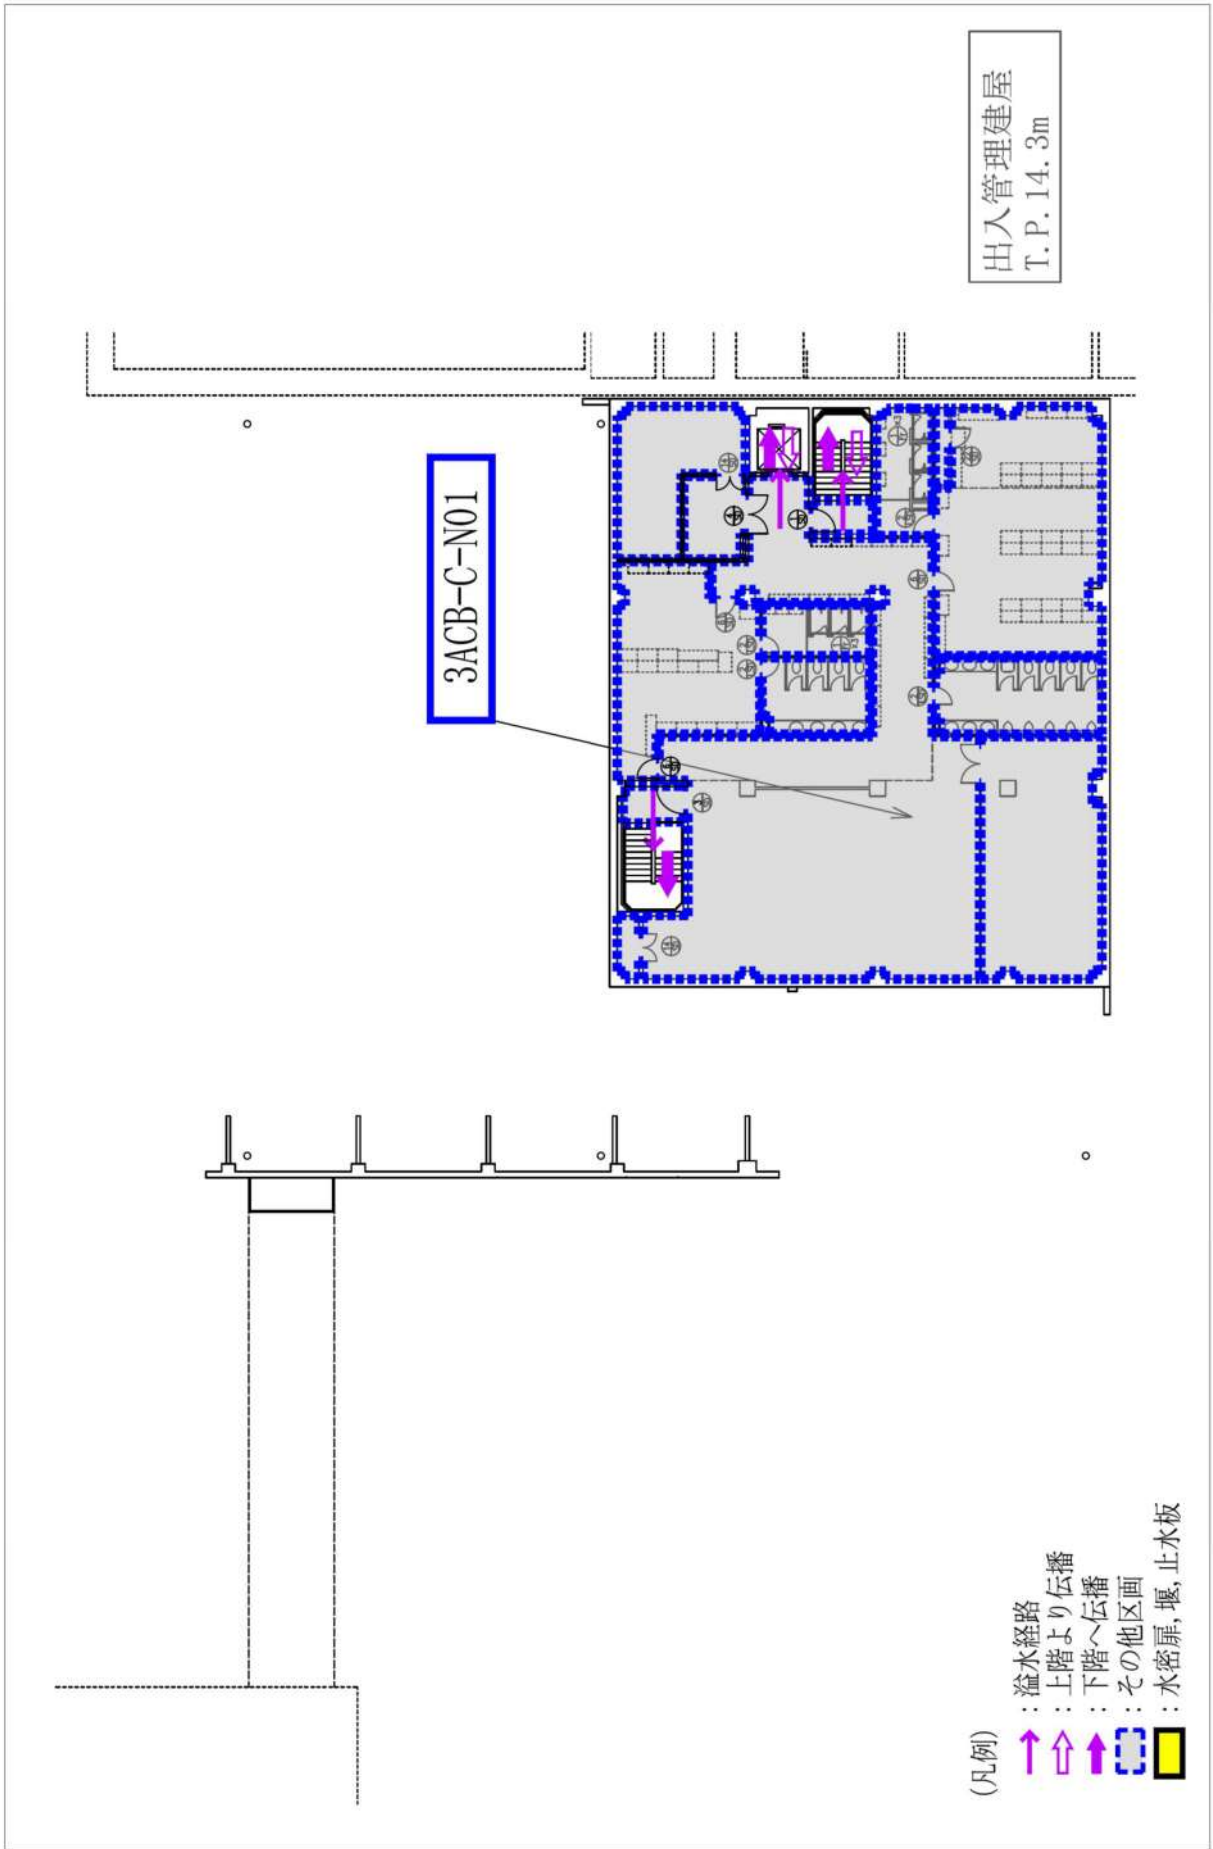 出入管理建屋
T.P.14.3m
3ACB-C-N01
(凡例)
：溢水経路
：上階より伝播
：下階へ伝播
：その他区画
：水密扉,堰,止水板